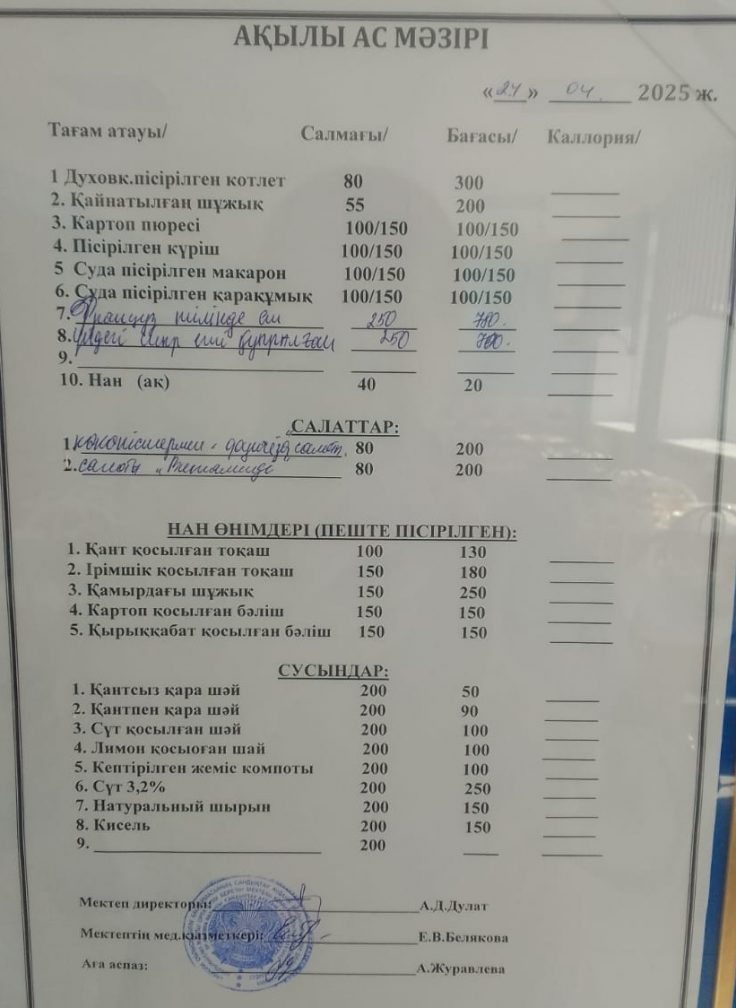 АҚЫЛЫ АС МӘЗІРІ
«24» 04. 2025 ж.
Тағам атауы/ Салмағы/ Бағасы/ Каллория/
1 Духовк.пісірілген котлет 80 300
2. Қайнатылғаң шұжық 55 200
3. Картоп пюресі 100/150 100/150
4. Пісірілген күріш 100/150 100/150
5 Суда пісірілген макарон 100/150 100/150
6. Суда пісірілген қарақұмық 100/150 100/150
7. 250 700.
8. 250 700.
9.
10. Нан (ақ) 40 20
САЛАТТАР:
1. салат. 80 200
2. 80 200
НАН ӨНІМДЕРІ (ПЕШТЕ ПІСІРІЛГЕН):
1. Қант қосылған тоқаш 100 130
2. Ірімшік қосылған тоқаш 150 180
3. Қамырдағы шұжық 150 250
4. Картоп қосылған бәліш 150 150
5. Қырыққабат қосылған бәліш 150 150
СУСЫНДАР:
1. Қантсыз қара шәй 200 50
2. Қантпен қара шәй 200 90
3. Сүт қосылған шәй 200 100
4. Лимон қосыоған шай 200 100
5. Кептірілген жеміс компоты 200 100
6. Сүт 3,2% 200 250
7. Натуральный шырын 200 150
8. Кисель 200 150
9. 200
Мектеп директоры: А.Д.Дулат
Мектептің мед.қызметкері: Е.В.Белякова
Аға аспаз: А.Журавлева